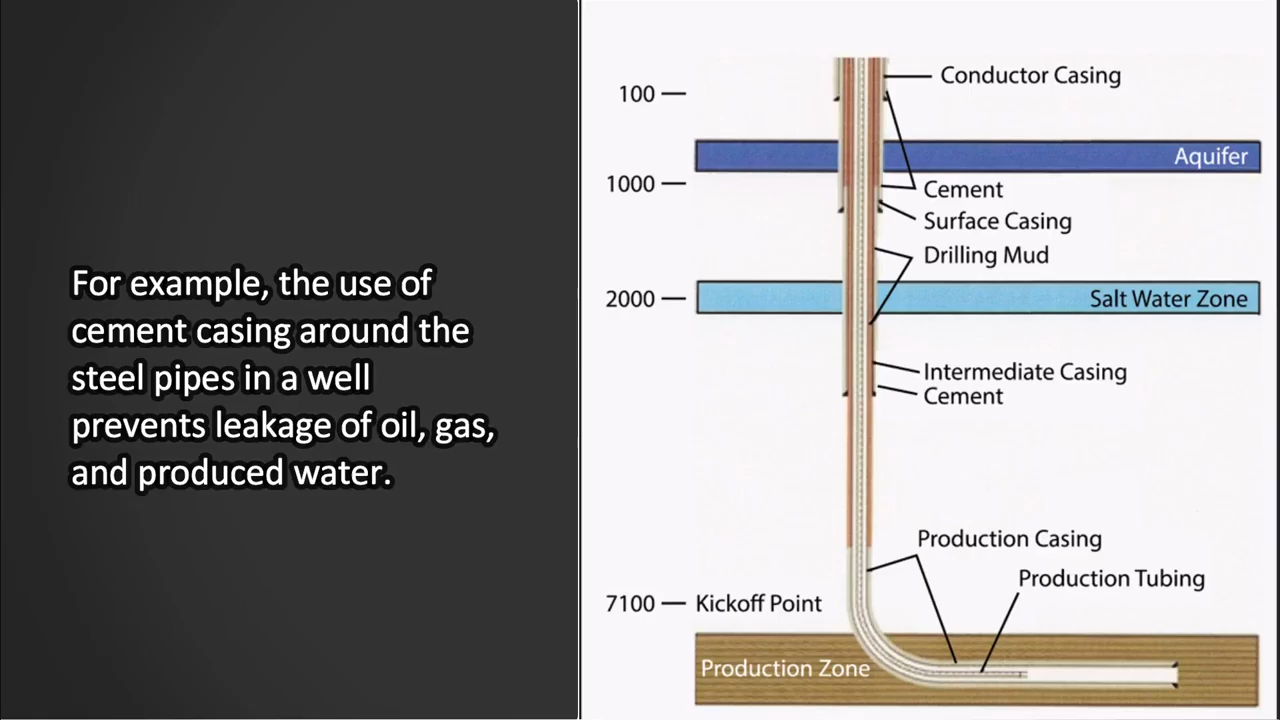 For example, the use of
cement casing around the
steel pipes in a well
prevents leakage of oil, gas,
and produced water.
Conductor Casing
100
Aquifer
1000
Cement
Surface Casing
Drilling Mud
2000
Salt Water Zone
Intermediate Casing
Cement
Production Casing
Production Tubing
7100
Kickoff Point
Production Zone